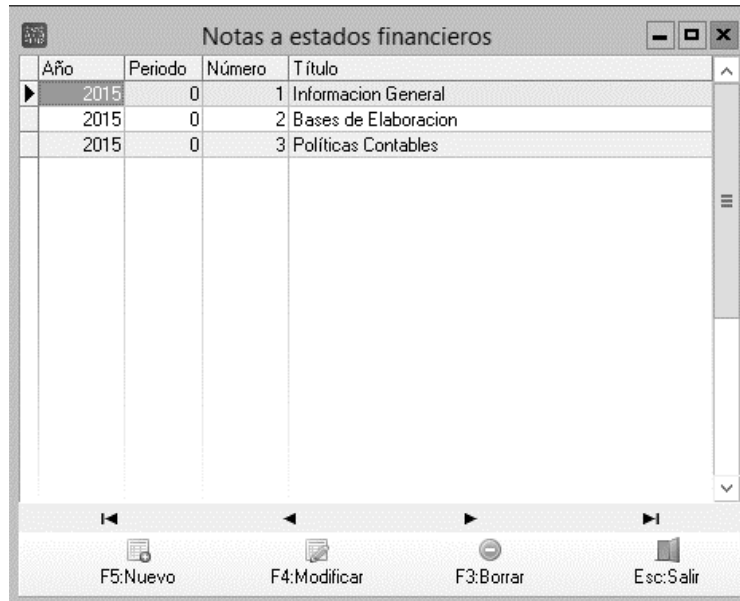 Notas a estados financieros
Año Periodo Número Título
2015 0 1 Informacion General
2015 0 2 Bases de Elaboracion
2015 0 3 Políticas Contables
F5:Nuevo F4:Modificar F3:Borrar Esc:Salir